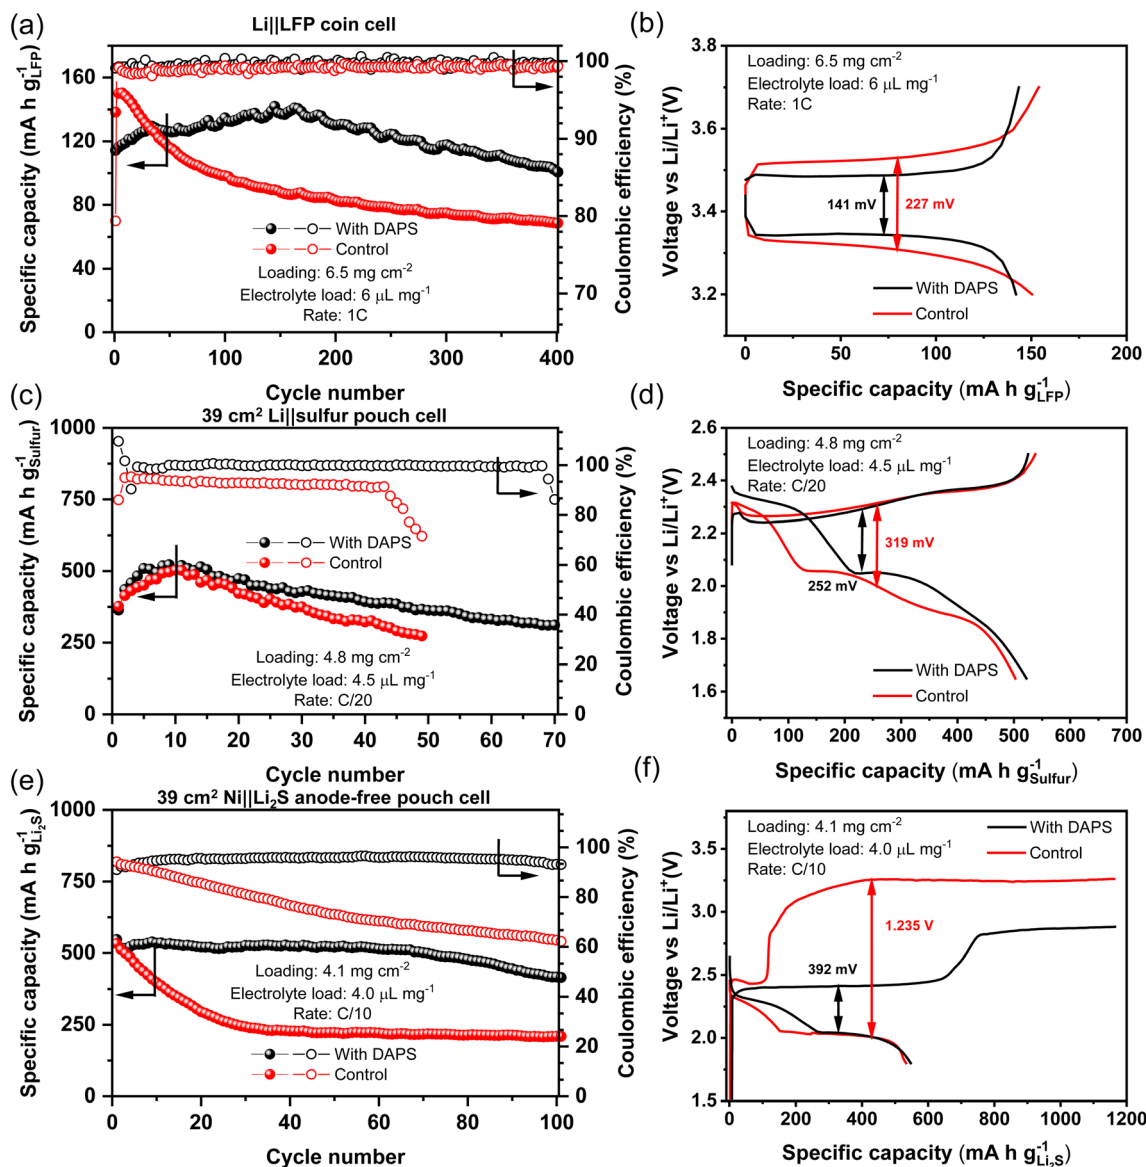 (a)
Li||LFP coin cell
Specific capacity (mA h g⁻¹LFP)
160
120
80
40
0
100
90
80
70
Coulombic efficiency (%)
With DAPS
Control
Loading: 6.5 mg cm⁻²
Electrolyte load: 6 μL mg⁻¹
Rate: 1C
0 100 200 300 400
Cycle number
(b)
Voltage vs Li/Li⁺(V)
3.8
3.6
3.4
3.2
Loading: 6.5 mg cm⁻²
Electrolyte load: 6 μL mg⁻¹
Rate: 1C
141 mV
227 mV
With DAPS
Control
0 50 100 150 200
Specific capacity (mA h g⁻¹LFP)
(c)
39 cm² Li||sulfur pouch cell
Specific capacity (mA h g⁻¹Sulfur)
1000
750
500
250
0
100
80
60
40
20
0
Coulombic efficiency (%)
With DAPS
Control
Loading: 4.8 mg cm⁻²
Electrolyte load: 4.5 μL mg⁻¹
Rate: C/20
0 10 20 30 40 50 60 70
Cycle number
(d)
Voltage vs Li/Li⁺(V)
2.6
2.4
2.2
2.0
1.8
1.6
Loading: 4.8 mg cm⁻²
Electrolyte load: 4.5 μL mg⁻¹
Rate: C/20
319 mV
252 mV
With DAPS
Control
0 100 200 300 400 500 600 700
Specific capacity (mA h g⁻¹Sulfur)
(e)
39 cm² Ni||Li₂S anode-free pouch cell
Specific capacity (mA h g⁻¹Li₂S)
1000
750
500
250
0
100
80
60
40
20
0
Coulombic efficiency (%)
Loading: 4.1 mg cm⁻²
Electrolyte load: 4.0 μL mg⁻¹
Rate: C/10
With DAPS
Control
0 20 40 60 80 100
Cycle number
(f)
Voltage vs Li/Li⁺(V)
4.0
3.5
3.0
2.5
2.0
1.5
Loading: 4.1 mg cm⁻²
Electrolyte load: 4.0 μL mg⁻¹
Rate: C/10
With DAPS
Control
1.235 V
392 mV
0 200 400 600 800 1000 1200
Specific capacity (mA h g⁻¹Li₂S)